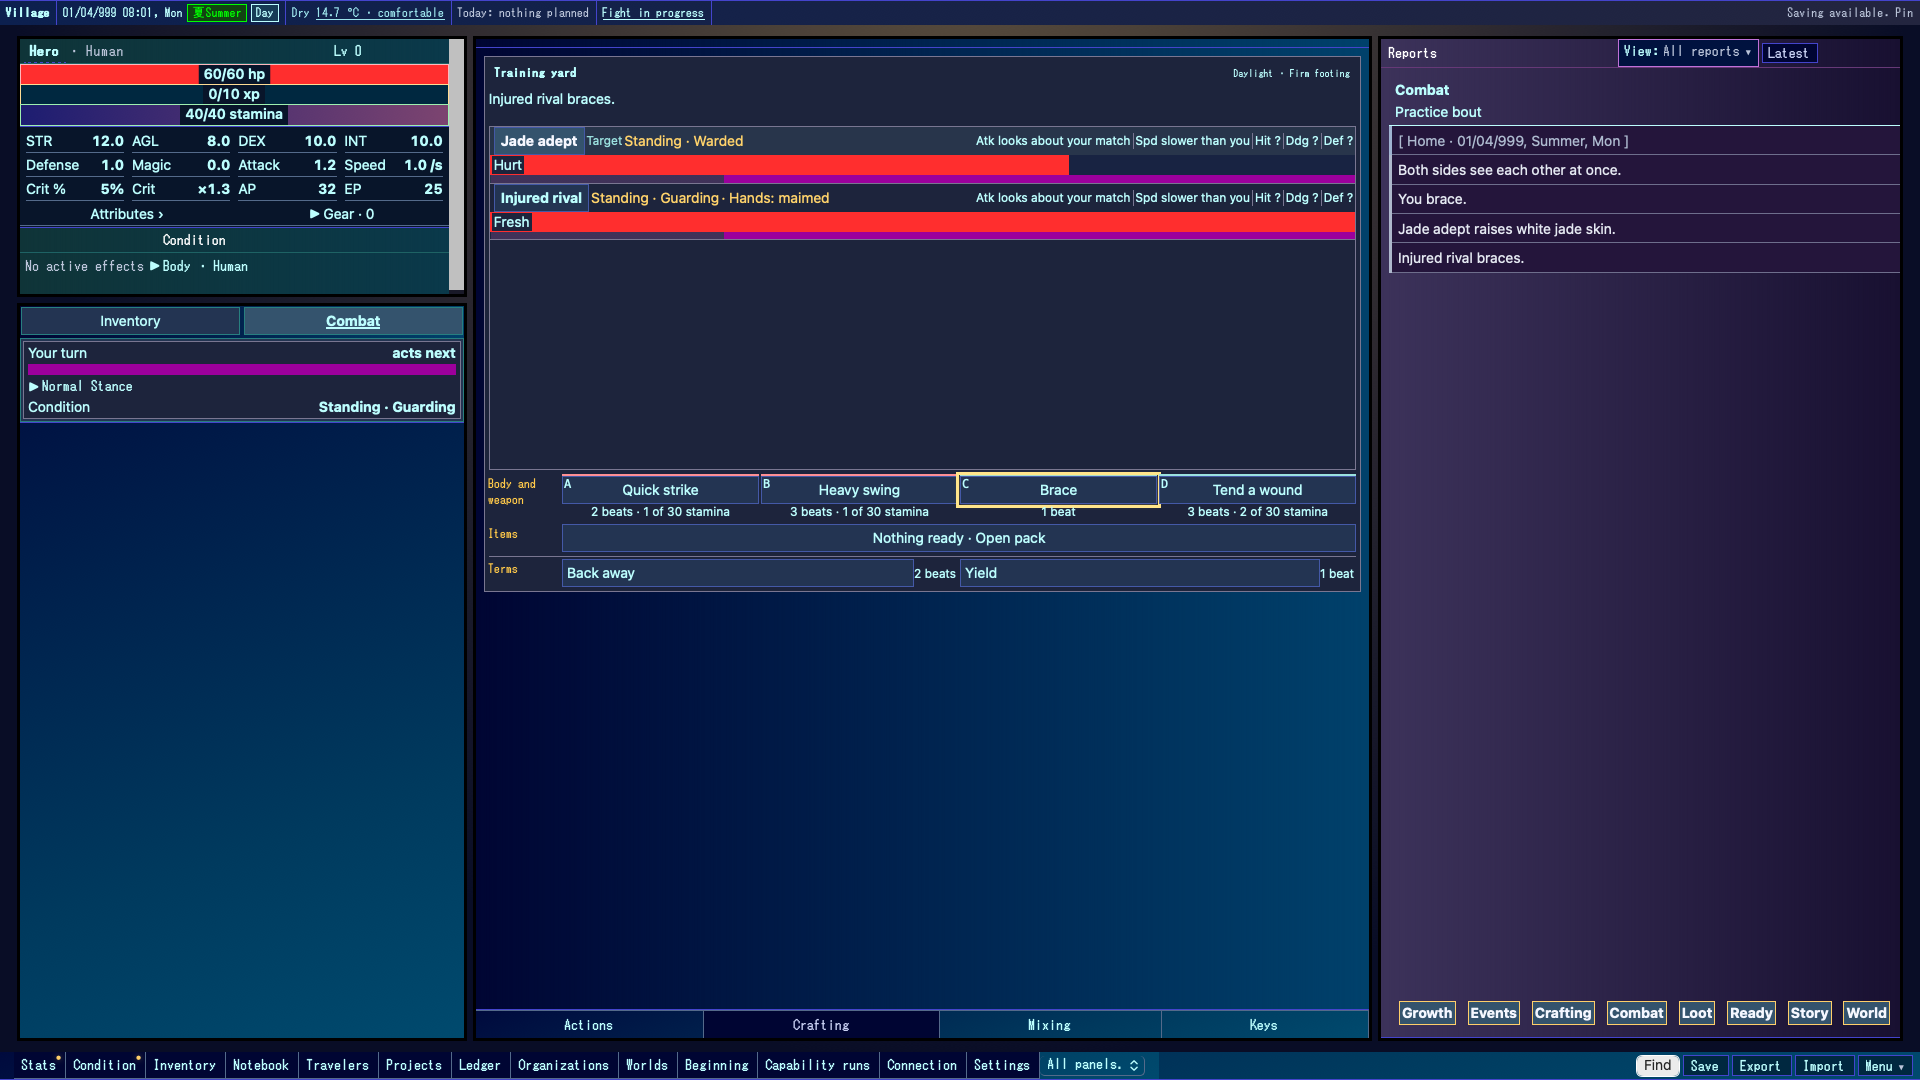 Village 01/04/999 08:01, Mon 夏Summer Day Dry 14.7 °C · comfortable Today: nothing planned Fight in progress Saving available. Pin
Hero · Human Lv 0
60/60 hp
0/10 xp
40/40 stamina
STR 12.0 AGL 8.0 DEX 10.0 INT 10.0
Defense 1.0 Magic 0.0 Attack 1.2 Speed 1.0 /s
Crit % 5% Crit ×1.3 AP 32 EP 25
Attributes › ▶ Gear · 0
Condition
No active effects ▶ Body · Human
Inventory Combat
Your turn acts next
▶ Normal Stance
Condition Standing · Guarding
Training yard Daylight · Firm footing
Injured rival braces.
Jade adept Target Standing · Warded Atk looks about your match Spd slower than you Hit ? Ddg ? Def ?
Hurt
Injured rival Standing · Guarding · Hands: maimed Atk looks about your match Spd slower than you Hit ? Ddg ? Def ?
Fresh
Body and weapon
A Quick strike B Heavy swing C Brace D Tend a wound
2 beats · 1 of 30 stamina 3 beats · 1 of 30 stamina 1 beat 3 beats · 2 of 30 stamina
Items Nothing ready · Open pack
Terms Back away 2 beats Yield 1 beat
Actions Crafting Mixing Keys
Reports View: All reports ▾ Latest
Combat
Practice bout
[ Home · 01/04/999, Summer, Mon ]
Both sides see each other at once.
You brace.
Jade adept raises white jade skin.
Injured rival braces.
Growth Events Crafting Combat Loot Ready Story World
Stats Condition Inventory Notebook Travelers Projects Ledger Organizations Worlds Beginning Capability runs Connection Settings All panels. Find Save Export Import Menu ▾